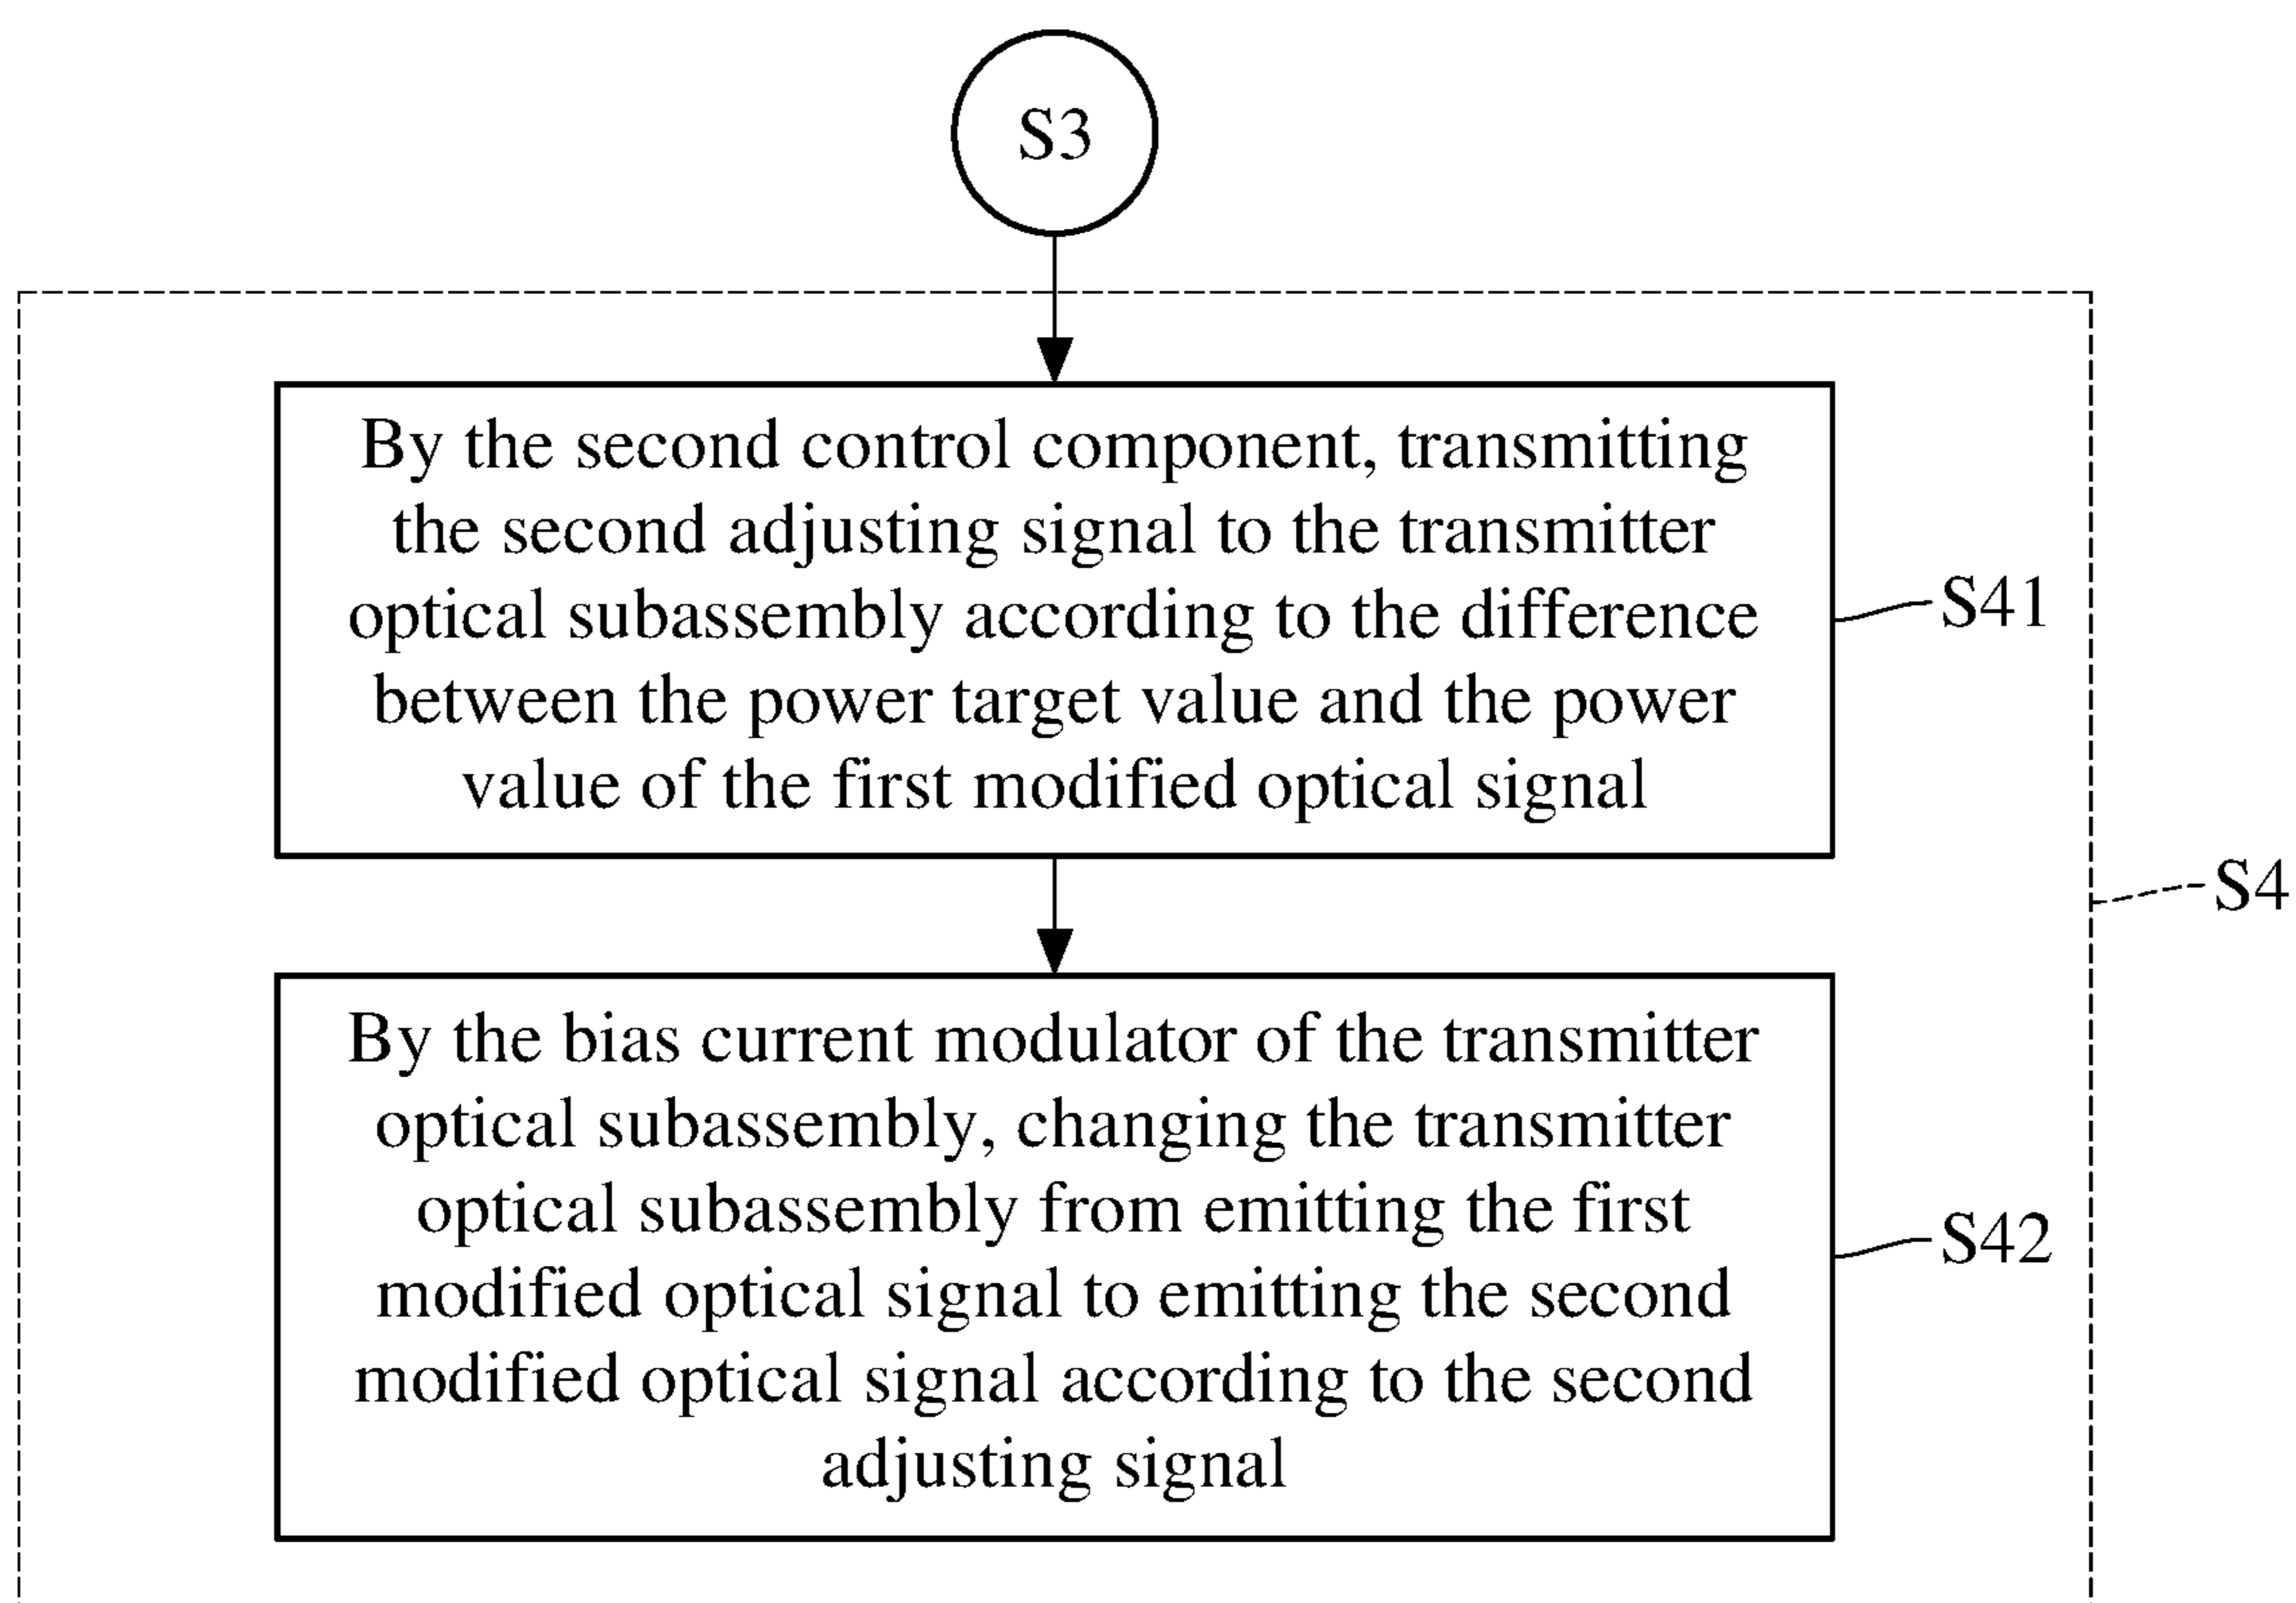 S3
By the second control component, transmitting
the second adjusting signal to the transmitter
optical subassembly according to the difference
between the power target value and the power
value of the first modified optical signal
S41
S4
By the bias current modulator of the transmitter
optical subassembly, changing the transmitter
optical subassembly from emitting the first
modified optical signal to emitting the second
modified optical signal according to the second
adjusting signal
S42